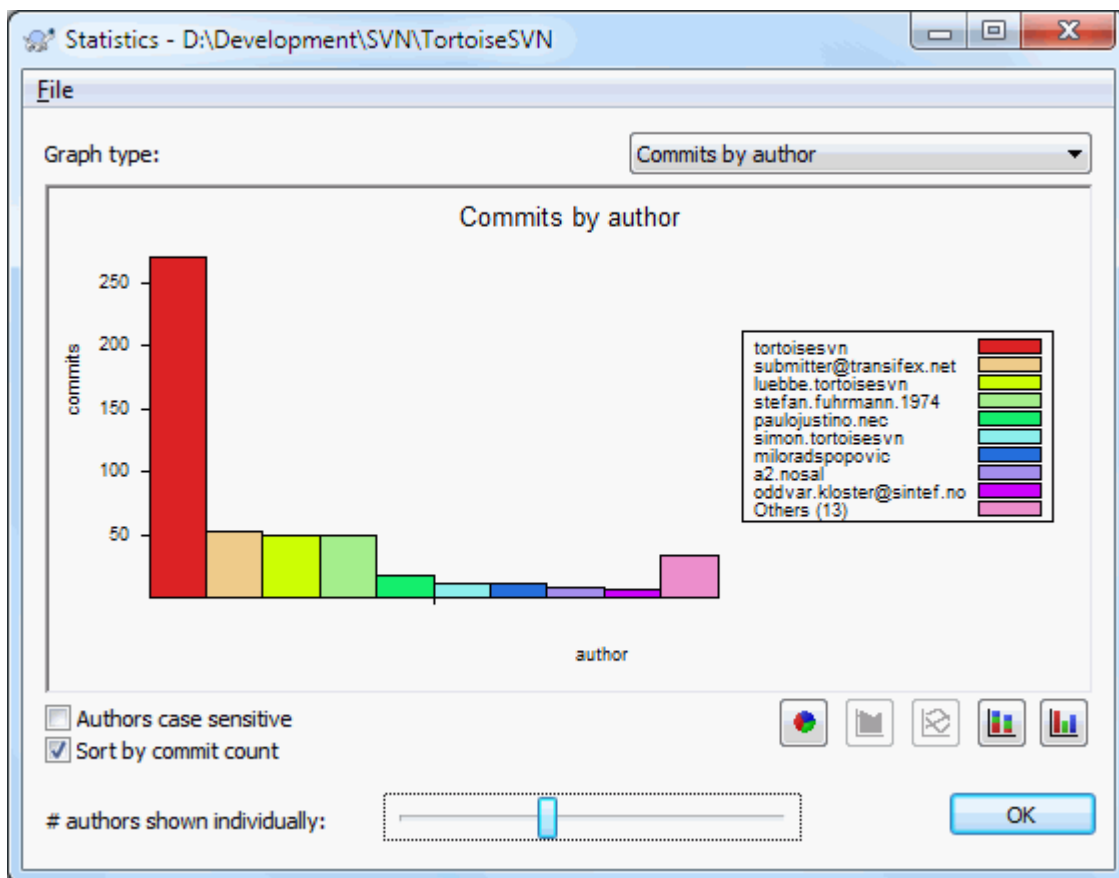 Statistics - D:\Development\SVN\TortoiseSVN
File
Graph type:
Commits by author
Commits by author
250
200
150
100
50
commits
author
tortoisesvn
submitter@transifex.net
luebbe.tortoisesvn
stefan.fuhrmann.1974
paulojustino.nec
simon.tortoisesvn
miloradspopovic
a2.nosal
oddvar.kloster@sintef.no
Others (13)
Authors case sensitive
Sort by commit count
# authors shown individually:
OK